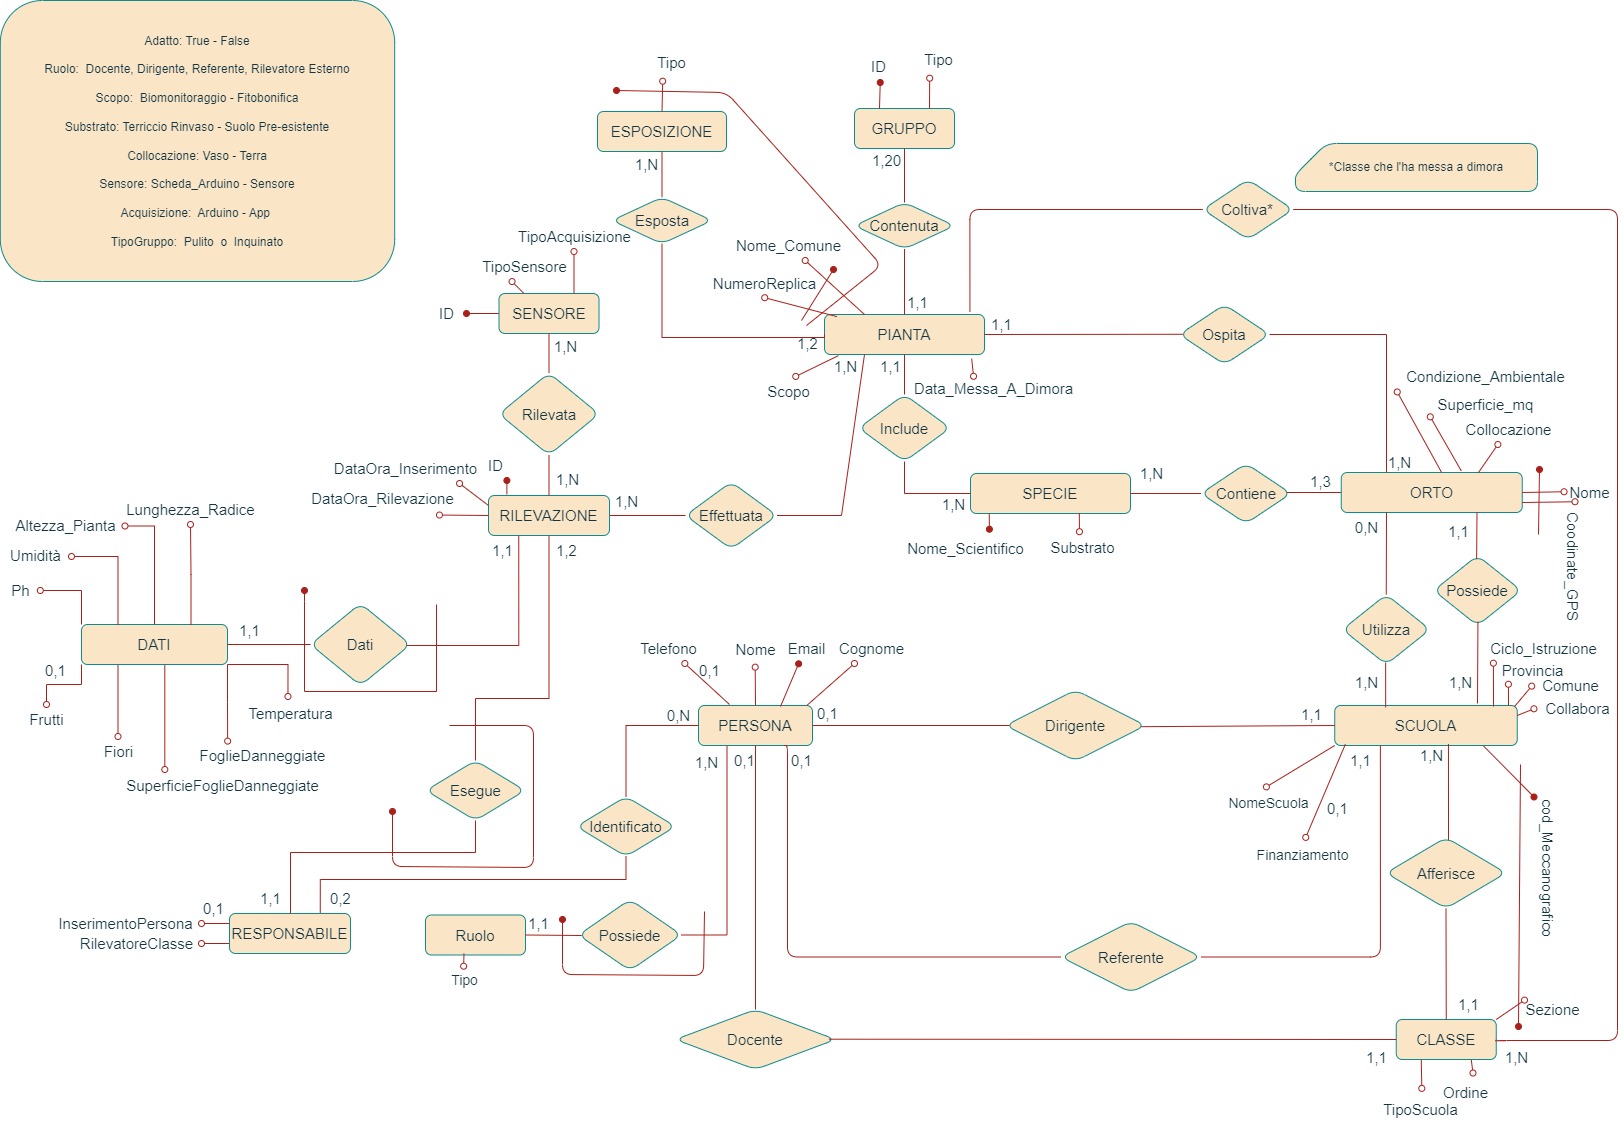 Adatto: True - False
Ruolo: Docente, Dirigente, Referente, Rilevatore Esterno
Scopo: Biomonitoraggio - Fitobonifica
Substrato: Terriccio Rinvaso - Suolo Pre-esistente
Collocazione: Vaso - Terra
Sensore: Scheda_Arduino - Sensore
Acquisizione: Arduino - App
TipoGruppo: Pulito o Inquinato
Tipo
ESPOSIZIONE
1,N
Esposta
ID
Tipo
GRUPPO
1,20
Contenuta
*Classe che l'ha messa a dimora
Coltiva*
TipoAcquisizione
TipoSensore
ID
SENSORE
1,N
Nome_Comune
NumeroReplica
1,1
PIANTA
1,1
1,2
1,N
1,1
Scopo
Data_Messa_A_Dimora
Ospita
Rilevata
Include
Condizione_Ambientale
Superficie_mq
Collocazione
1,N
DataOra_Inserimento
ID
DataOra_Rilevazione
1,N
RILEVAZIONE
1,N
1,1
1,2
Effettuata
1,N
SPECIE
1,N
Nome_Scientifico
Substrato
Contiene
1,3
ORTO
Nome
Coodinate_GPS
0,N
1,1
Possiede
Utilizza
Altezza_Pianta
Lunghezza_Radice
Umidità
Ph
DATI
1,1
Dati
0,1
Frutti
Fiori
SuperficieFoglieDanneggiate
FoglieDanneggiate
Temperatura
Telefono
0,1
Nome
Email
Cognome
0,N
PERSONA
0,1
1,N
0,1
0,1
Dirigente
1,1
1,N
1,N
SCUOLA
Ciclo_Istruzione
Provincia
Comune
Collabora
NomeScuola
0,1
Finanziamento
1,1
1,N
cod_Meccanografico
Esegue
Identificato
Afferisce
1,1
0,2
InserimentoPersona
0,1
RilevatoreClasse
RESPONSABILE
Ruolo
1,1
Tipo
Possiede
Referente
Docente
1,1
Sezione
CLASSE
1,1
1,N
Ordine
TipoScuola